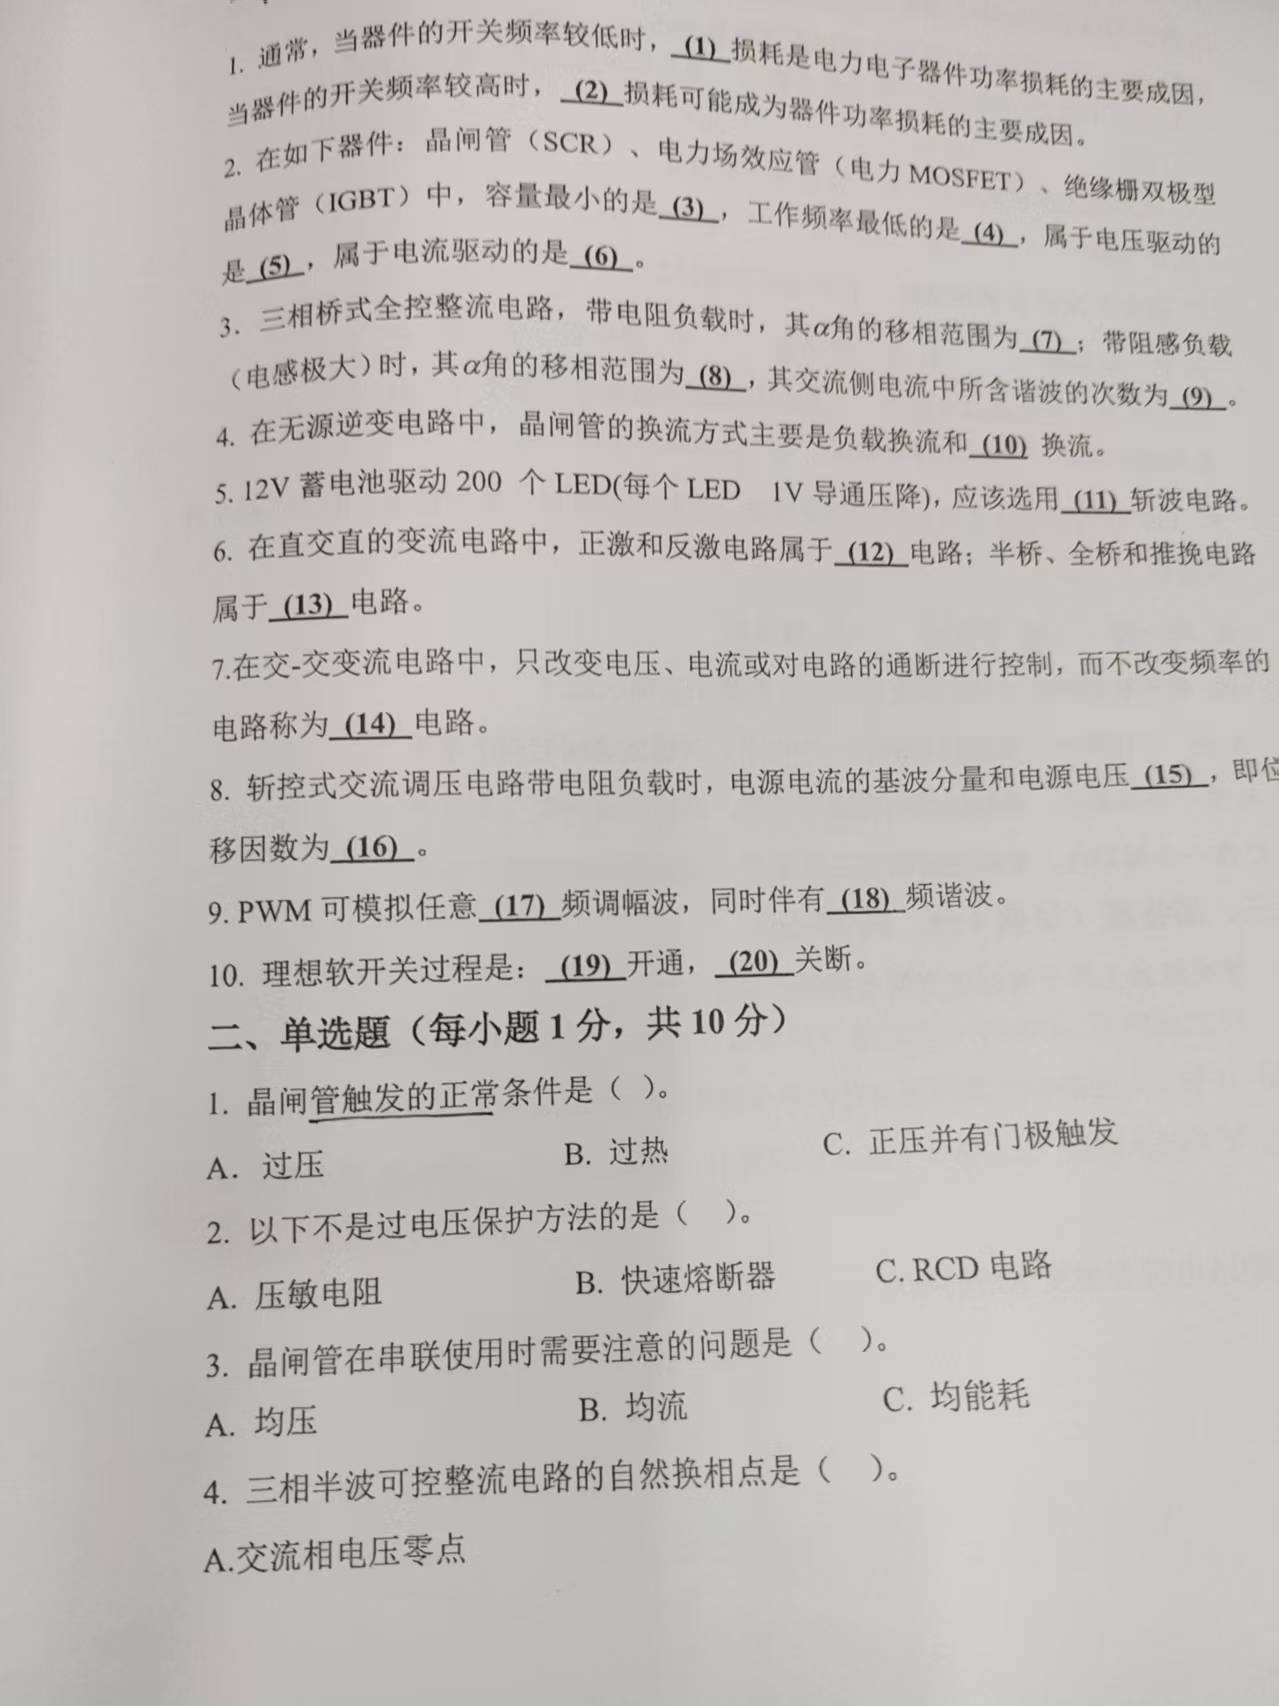 1. 通常，当器件的开关频率较低时， (1) 损耗是电力电子器件功率损耗的主要成因，
当器件的开关频率较高时， (2) 损耗可能成为器件功率损耗的主要成因。
2. 在如下器件：晶闸管（SCR）、电力场效应管（电力 MOSFET）、绝缘栅双极型
晶体管（IGBT）中，容量最小的是 (3) ，工作频率最低的是 (4) ，属于电压驱动的
是 (5) ，属于电流驱动的是 (6) 。
3. 三相桥式全控整流电路，带电阻负载时，其α角的移相范围为 (7) ；带阻感负载
（电感极大）时，其α角的移相范围为 (8) ，其交流侧电流中所含谐波的次数为 (9) 。
4. 在无源逆变电路中，晶闸管的换流方式主要是负载换流和 (10) 换流。
5. 12V 蓄电池驱动 200 个 LED(每个 LED 1V 导通压降)，应该选用 (11) 斩波电路。
6. 在直交直的变流电路中，正激和反激电路属于 (12) 电路；半桥、全桥和推挽电路
属于 (13) 电路。
7.在交-交变流电路中，只改变电压、电流或对电路的通断进行控制，而不改变频率的
电路称为 (14) 电路。
8. 斩控式交流调压电路带电阻负载时，电源电流的基波分量和电源电压 (15) ，即位
移因数为 (16) 。
9. PWM 可模拟任意 (17) 频调幅波，同时伴有 (18) 频谐波。
10. 理想软开关过程是： (19) 开通， (20) 关断。
二、单选题（每小题 1 分，共 10 分）
1. 晶闸管触发的正常条件是（ ）。
A. 过压 B. 过热 C. 正压并有门极触发
2. 以下不是过电压保护方法的是（ ）。
A. 压敏电阻 B. 快速熔断器 C. RCD 电路
3. 晶闸管在串联使用时需要注意的问题是（ ）。
A. 均压 B. 均流 C. 均能耗
4. 三相半波可控整流电路的自然换相点是（ ）。
A.交流相电压零点